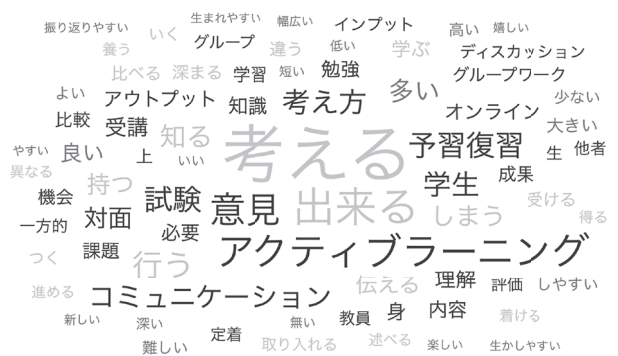 生まれやすい 幅広い インプット
振り返りやすい いく グループ 低い 高い 嬉しい
養う 違う 学ぶ ディスカッション
比べる 深まる 学習 短い 勉強 グループワーク
よい アウトプット 知識 考え方 多い 少ない
比較 受講 知る オンライン 大きい
やすい 良い 上 いい 考える 予習復習 生 他者
異なる 持つ 学生 成果
機会 試験 意見 出来る しまう 受ける
一方的 対面 必要 得る
課題 アクティブラーニング
つく 行う 伝える 理解 評価 しやすい
進める コミュニケーション 教員 身 内容 着ける
新しい 深い 定着 無い
難しい 取り入れる 述べる 楽しい 生かしやすい